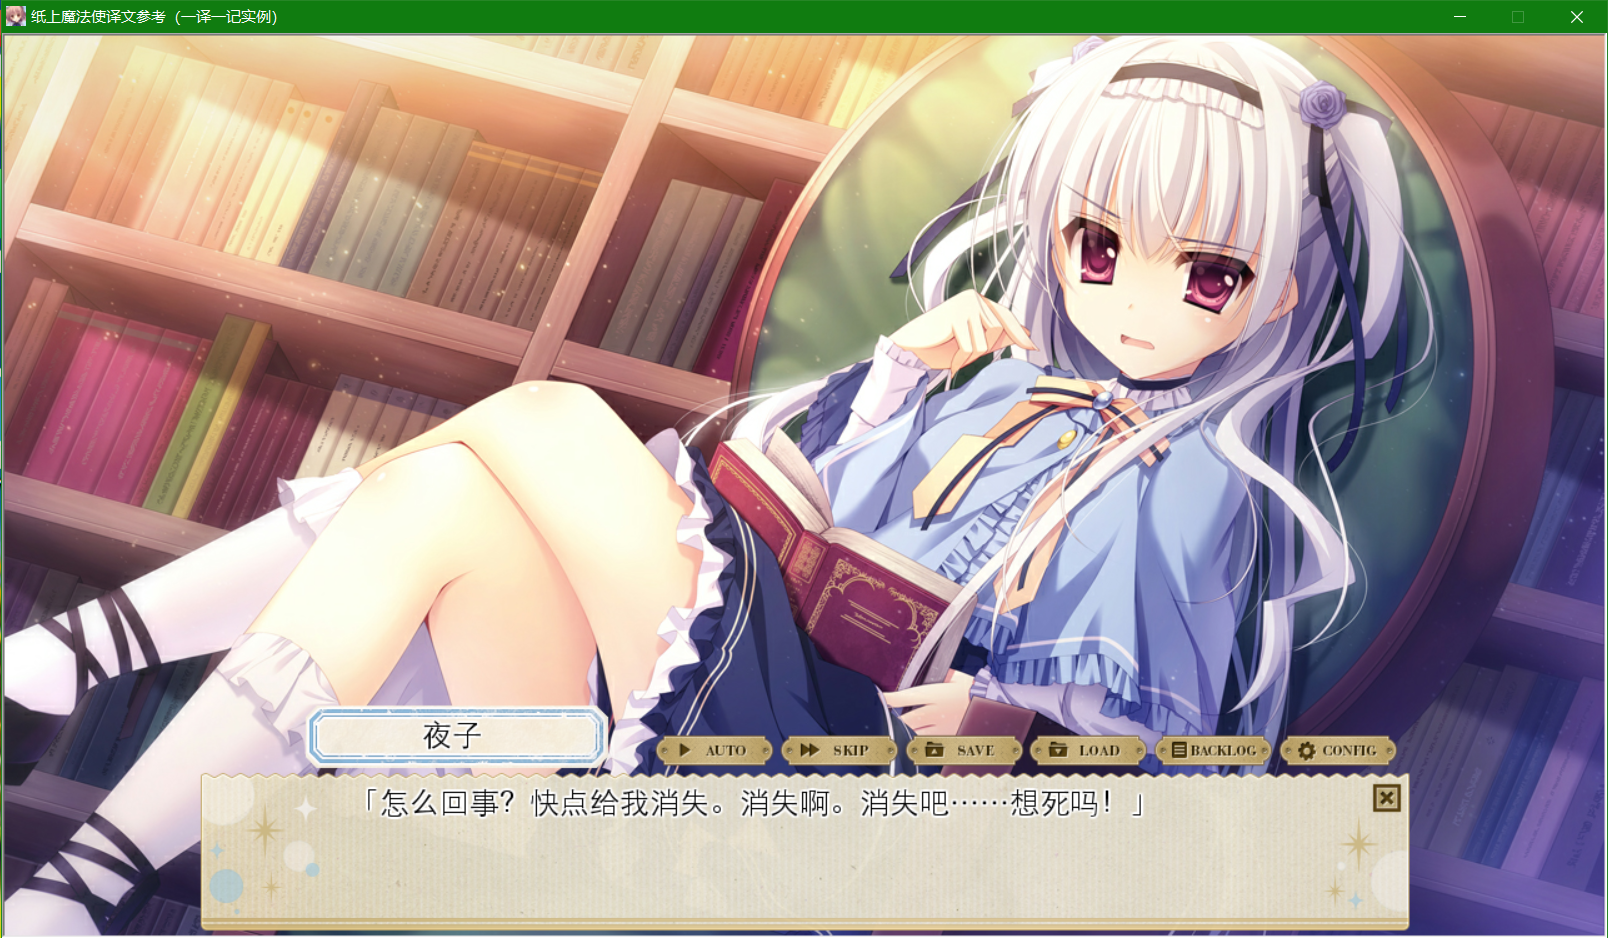 纸上魔法使译文参考（一译一记实例）
夜子
AUTO
SKIP
SAVE
LOAD
BACKLOG
CONFIG
「怎么回事？快点给我消失。消失啊。消失吧……想死吗！」